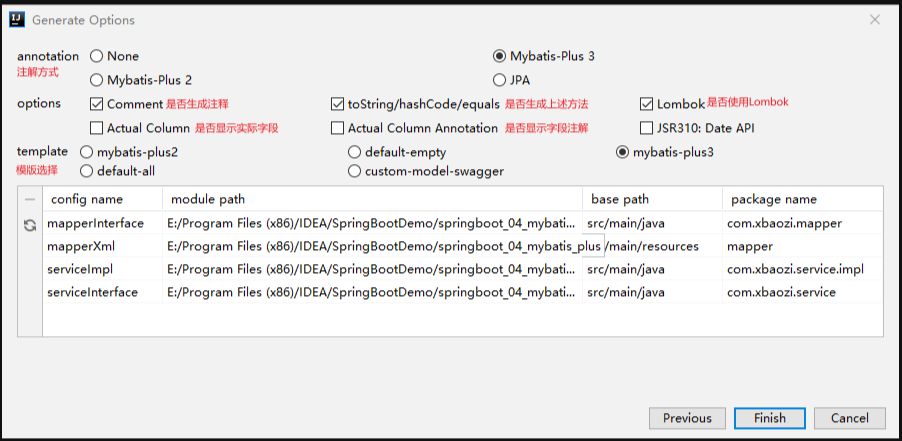 IJ Generate Options
annotation None Mybatis-Plus 3
注解方式 Mybatis-Plus 2 JPA
options Comment 是否生成注释 toString/hashCode/equals 是否生成上述方法 Lombok 是否使用Lombok
Actual Column 是否显示实际字段 Actual Column Annotation 是否显示字段注解 JSR310: Date API
template mybatis-plus2 default-empty mybatis-plus3
模版选择 default-all custom-model-swagger
config name module path base path package name
mapperInterface E:/Program Files (x86)/IDEA/SpringBootDemo/springboot_04_mybati... src/main/java com.xbaozi.mapper
mapperXml E:/Program Files (x86)/IDEA/SpringBootDemo/springboot_04_mybatis_plus /main/resources mapper
serviceImpl E:/Program Files (x86)/IDEA/SpringBootDemo/springboot_04_mybati... src/main/java com.xbaozi.service.impl
serviceInterface E:/Program Files (x86)/IDEA/SpringBootDemo/springboot_04_mybati... src/main/java com.xbaozi.service
Previous Finish Cancel